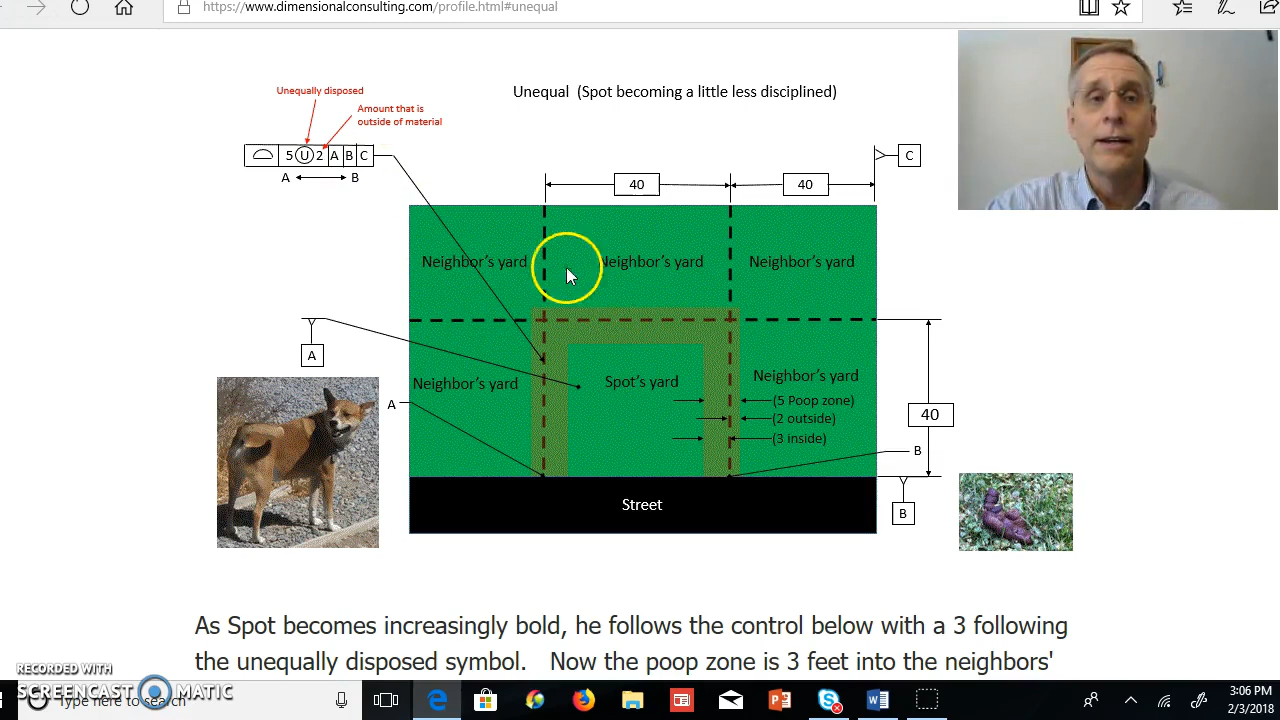 https://www.dimensionalconsulting.com/profile.html#unequal
Unequally disposed
Amount that is
outside of material
Unequal (Spot becoming a little less disciplined)
5 U 2 A B C
A B
C
40 40
Neighbor's yard Neighbor's yard Neighbor's yard
A
Neighbor's yard Spot's yard Neighbor's yard
A
(5 Poop zone)
(2 outside)
(3 inside)
40
B
Street
B
As Spot becomes increasingly bold, he follows the control below with a 3 following
the unequally disposed symbol. Now the poop zone is 3 feet into the neighbors'
RECORDED WITH
SCREENCAST MATIC
Type here to search
3:06 PM
2/3/2018